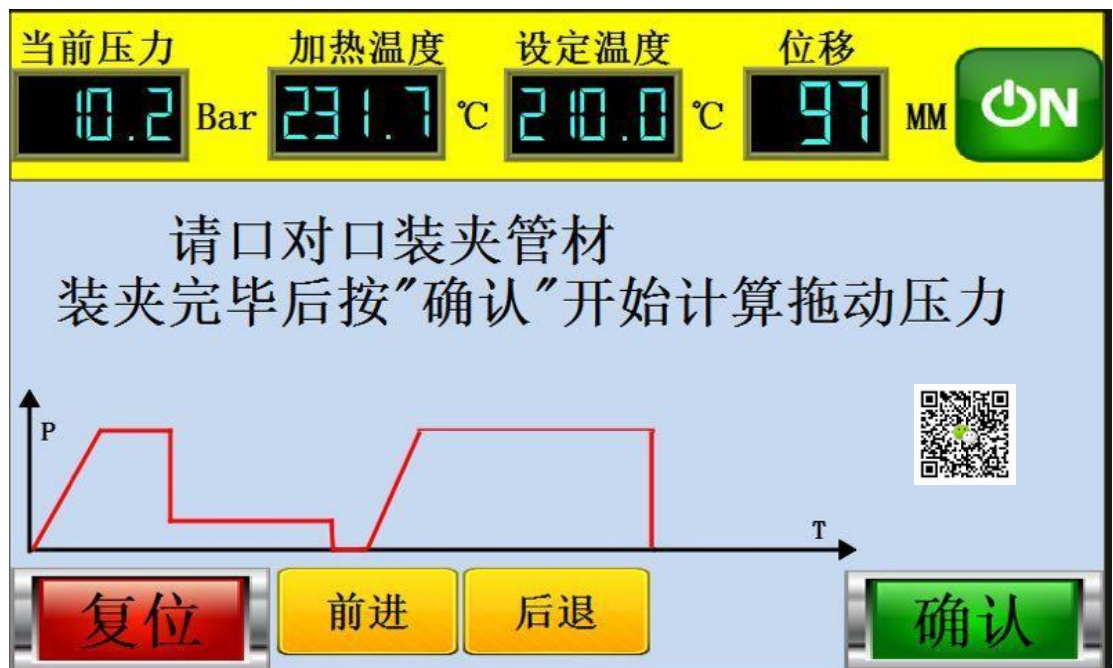 当前压力 加热温度 设定温度 位移
10.2 Bar 231.7 ℃ 210.0 ℃ 97 MM ON
请口对口装夹管材
装夹完毕后按"确认"开始计算拖动压力
P
T
复位 前进 后退 确认